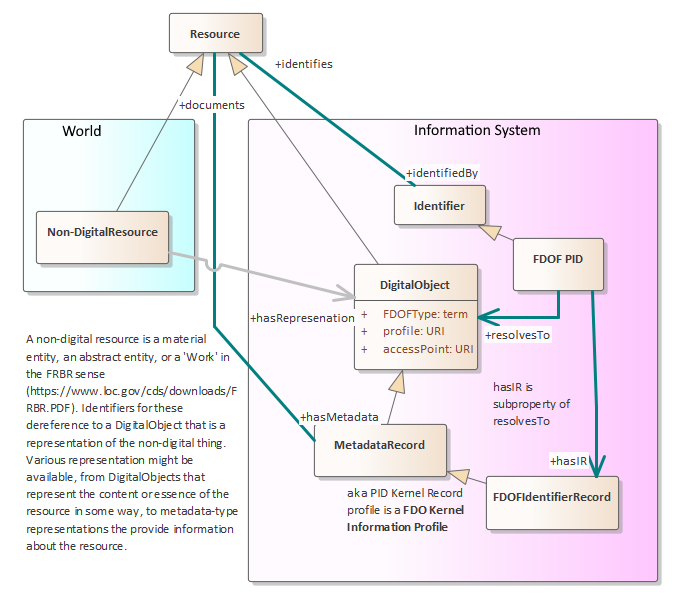 Resource
+identifies
+documents
World
Information System
+identifiedBy
Identifier
Non-DigitalResource
FDOF PID
DigitalObject
+ FDOFType: term
+ profile: URI
+ accessPoint: URI
+hasRepresenation
+resolvesTo
A non-digital resource is a material
entity, an abstract entity, or a 'Work' in
the FRBR sense
(https://www.loc.gov/cds/downloads/F
RBR.PDF). Identifiers for these
dereference to a DigitalObject that is a
representation of the non-digital thing.
Various representation might be
available, from DigitalObjects that
represent the content or essence of the
resource in some way, to metadata-type
representations the provide information
about the resource.
hasIR is
subproperty of
resolvesTo
+hasMetadata
MetadataRecord
+hasIR
aka PID Kernel Record
profile is a FDO Kernel
Information Profile
FDOFIdentifierRecord